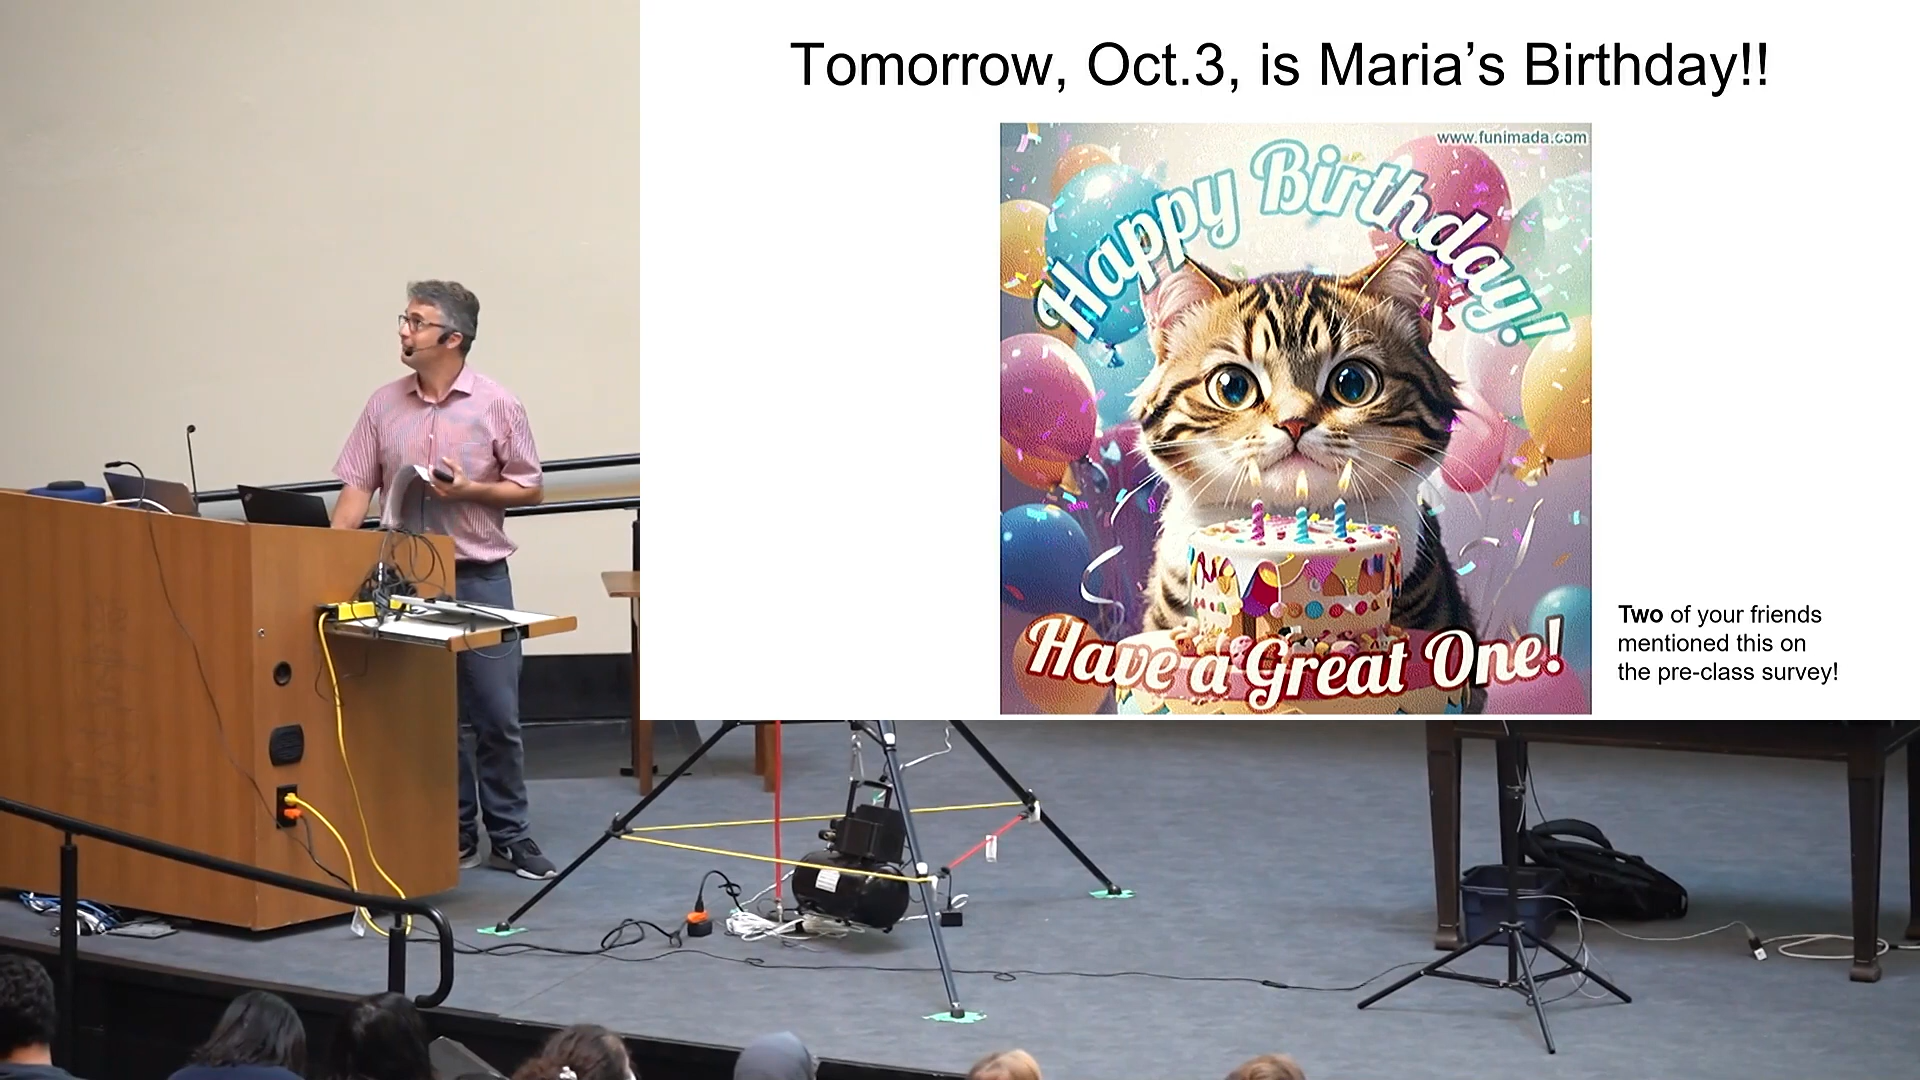 Tomorrow, Oct.3, is Maria’s Birthday!!
www.funimada.com
Happy Birthday!
Have a Great One!
Two of your friends
mentioned this on
the pre-class survey!